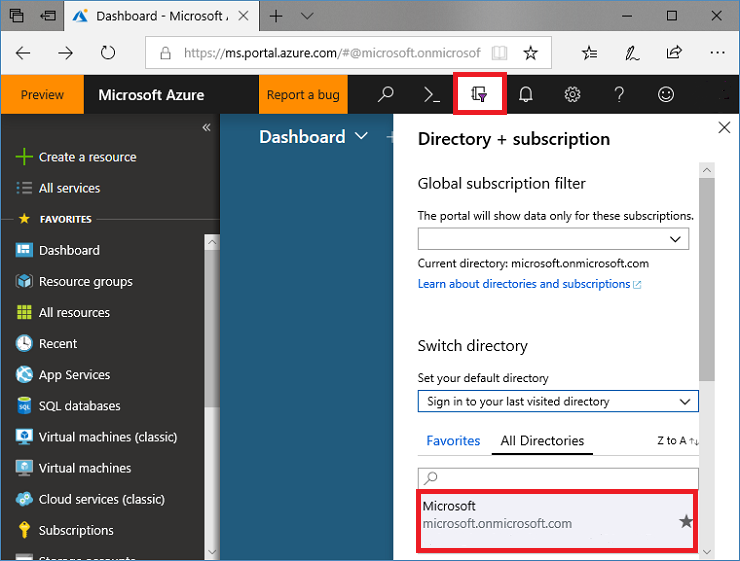 Dashboard - Microsoft A
https://ms.portal.azure.com/#@microsoft.onmicrosof
Preview
Microsoft Azure
Report a bug
Create a resource
All services
FAVORITES
Dashboard
Resource groups
All resources
Recent
App Services
SQL databases
Virtual machines (classic)
Virtual machines
Cloud services (classic)
Subscriptions
Dashboard
Directory + subscription
Global subscription filter
The portal will show data only for these subscriptions.
Current directory: microsoft.onmicrosoft.com
Learn about directories and subscriptions
Switch directory
Set your default directory
Sign in to your last visited directory
Favorites All Directories Z to A
Microsoft
microsoft.onmicrosoft.com